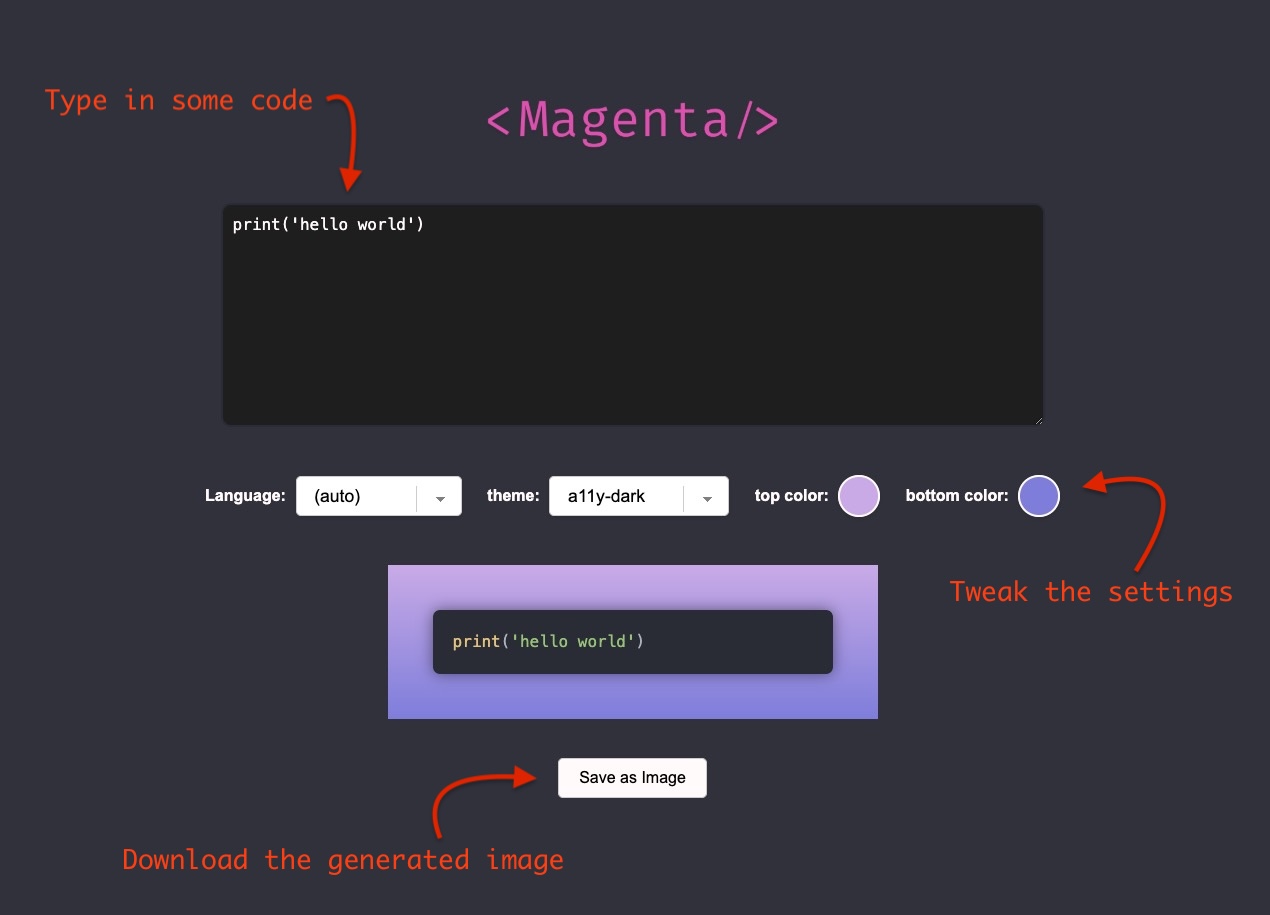 Type in some code
<Magenta/>
print('hello world')
Language: (auto) theme: a11y-dark top color: bottom color:
Tweak the settings
print('hello world')
Save as Image
Download the generated image